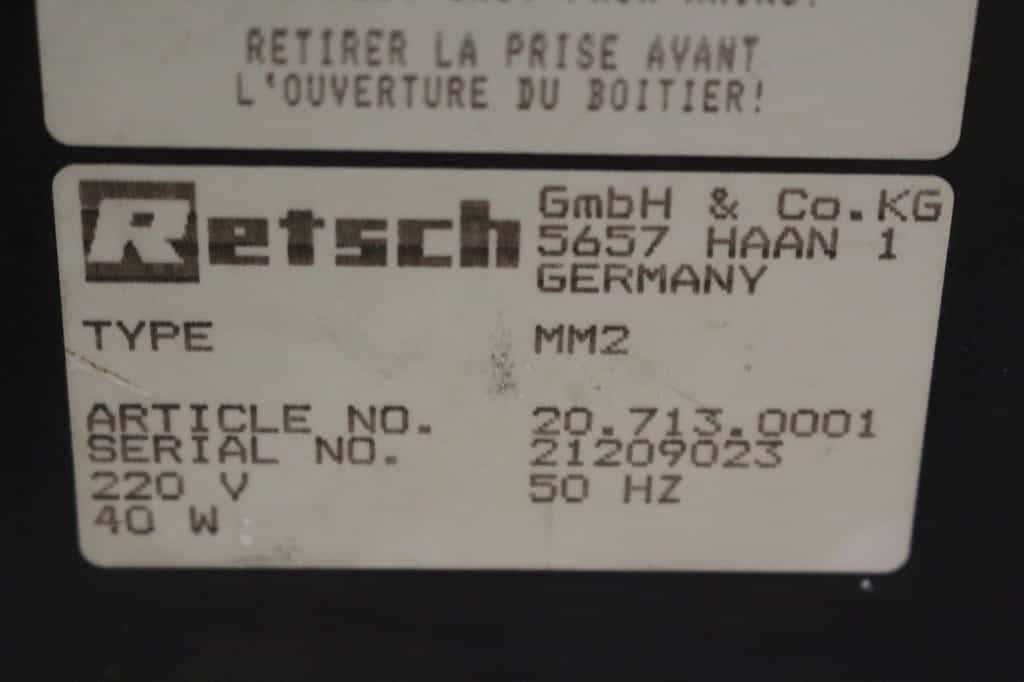 RETIRER LA PRISE AVANT
L'OUVERTURE DU BOITIER!
Retsch GmbH & Co.KG
5657 HAAN 1
GERMANY
TYPE MM2
ARTICLE NO. 20.713.0001
SERIAL NO. 21209023
220 V 50 HZ
40 W